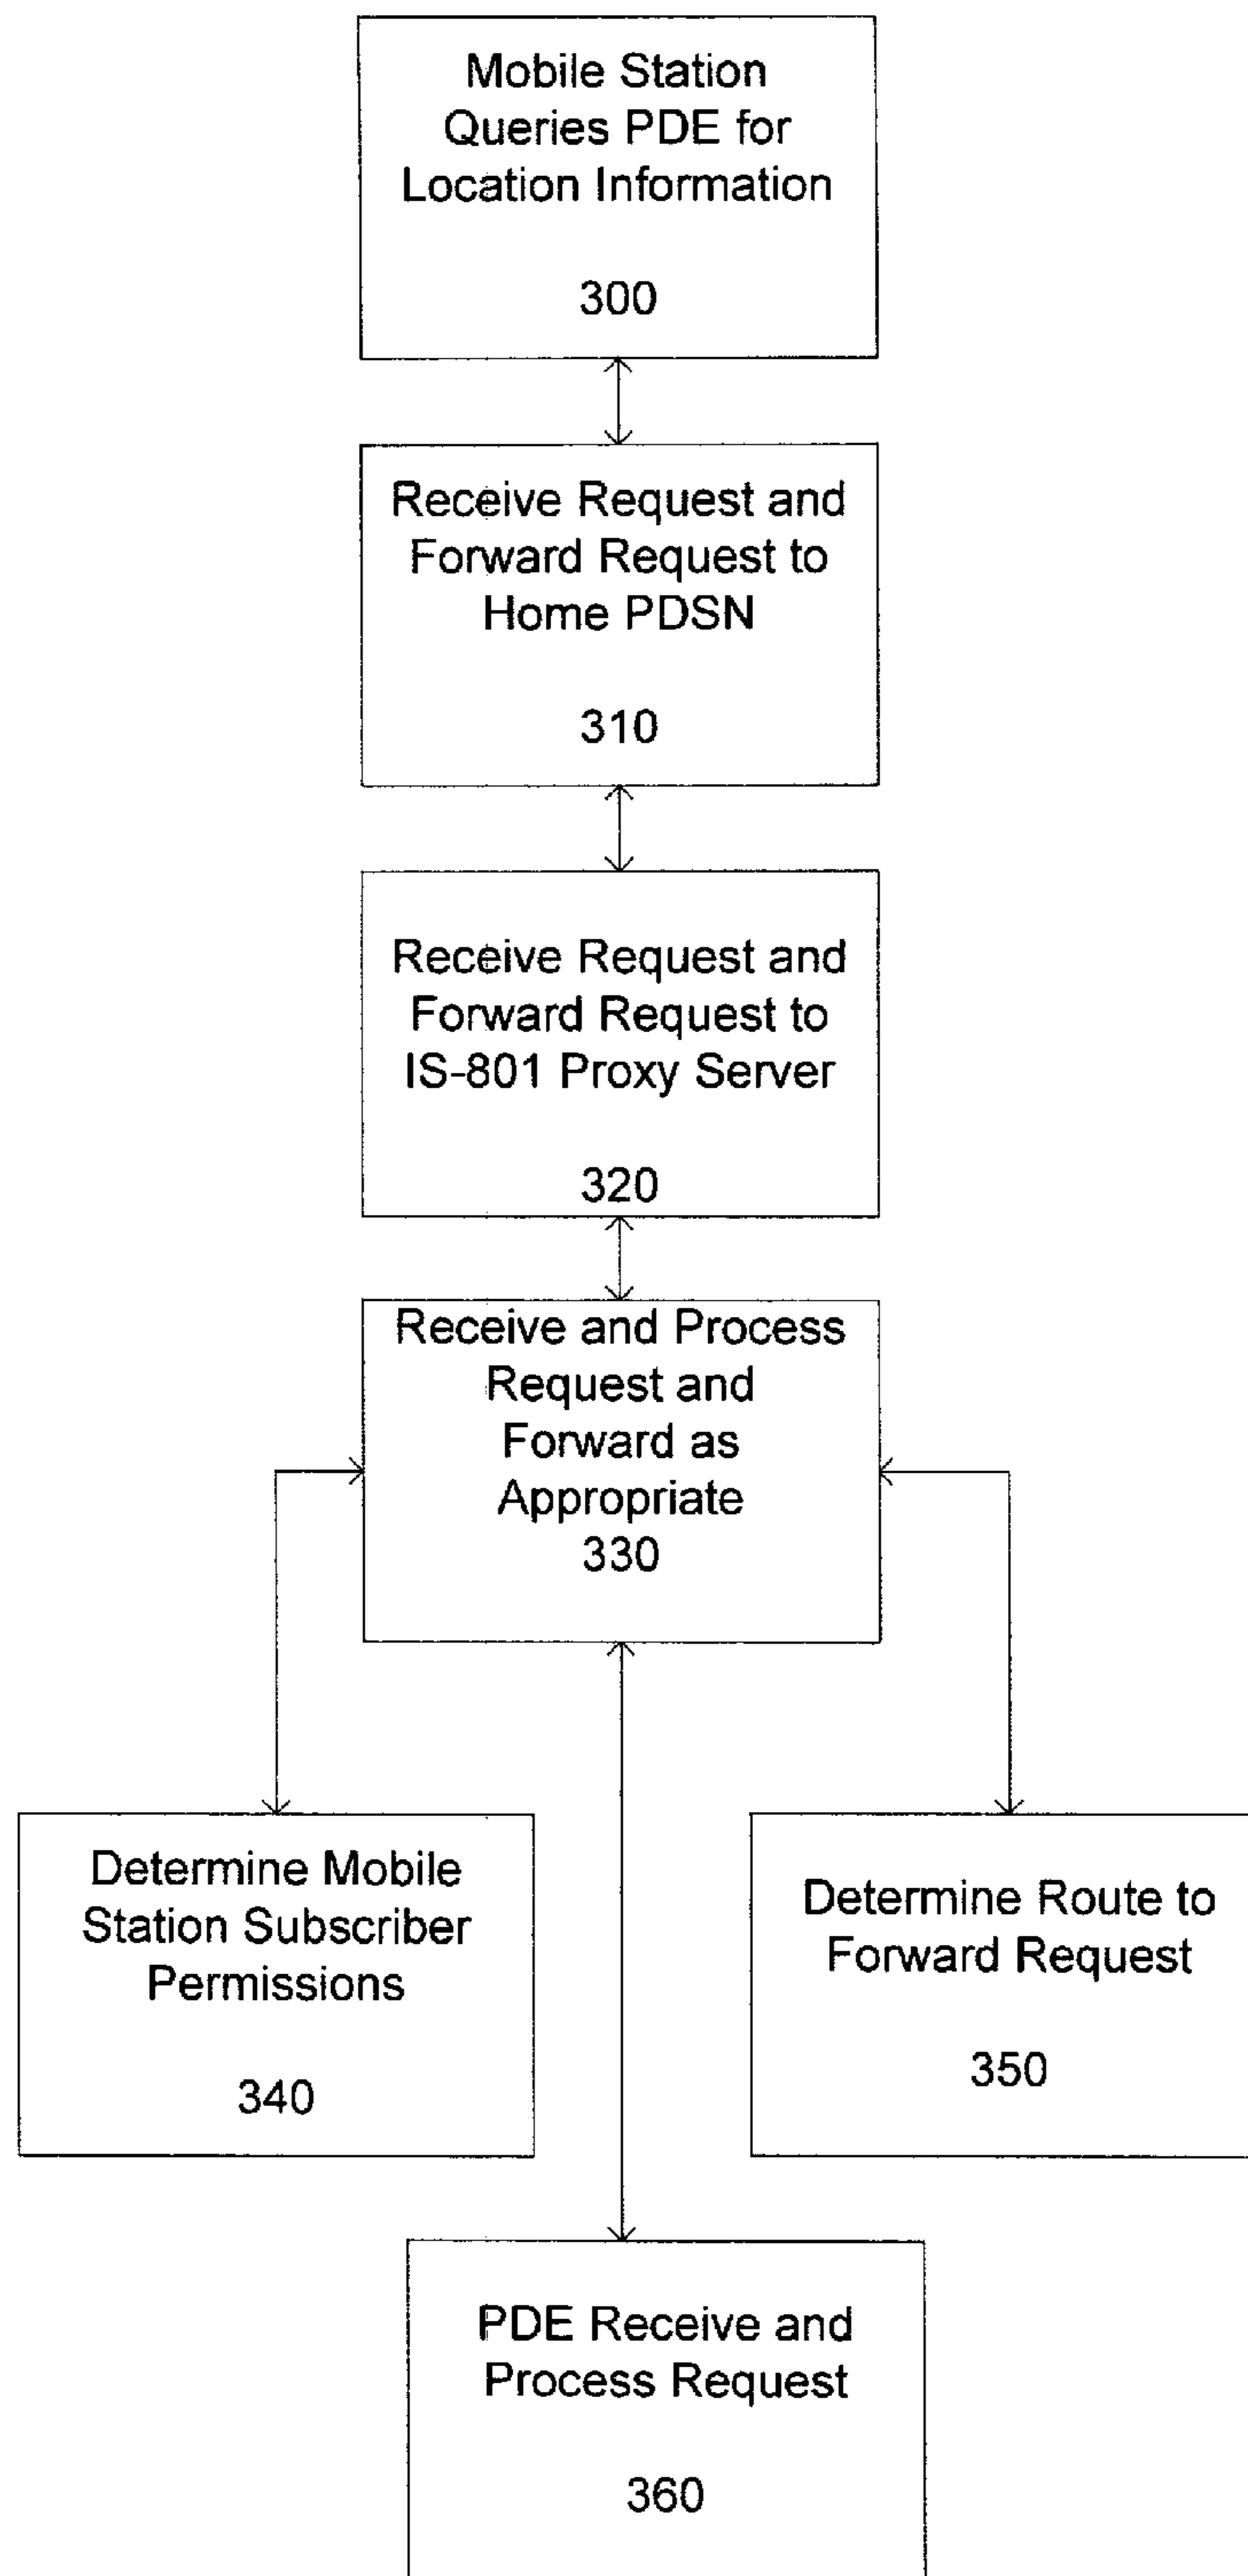 Mobile Station
Queries PDE for
Location Information
300
Receive Request and
Forward Request to
Home PDSN
310
Receive Request and
Forward Request to
IS-801 Proxy Server
320
Receive and Process
Request and
Forward as
Appropriate
330
Determine Mobile
Station Subscriber
Permissions
340
Determine Route to
Forward Request
350
PDE Receive and
Process Request
360